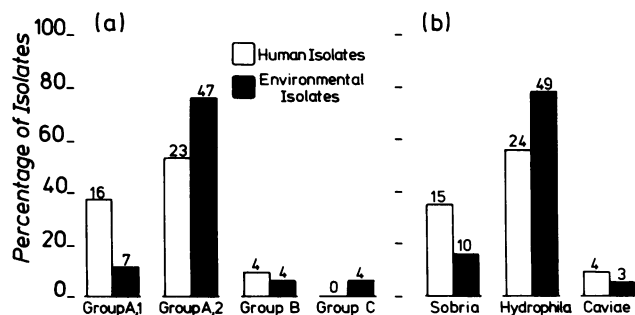 (a)
(b)
100
80
60
40
20
0
Percentage of Isolates
Human Isolates
Environmental
Isolates
16
7
23
47
4
4
0
4
15
10
24
49
4
3
GroupA,1
GroupA,2
Group B
Group C
Sobria
Hydrophila
Caviae